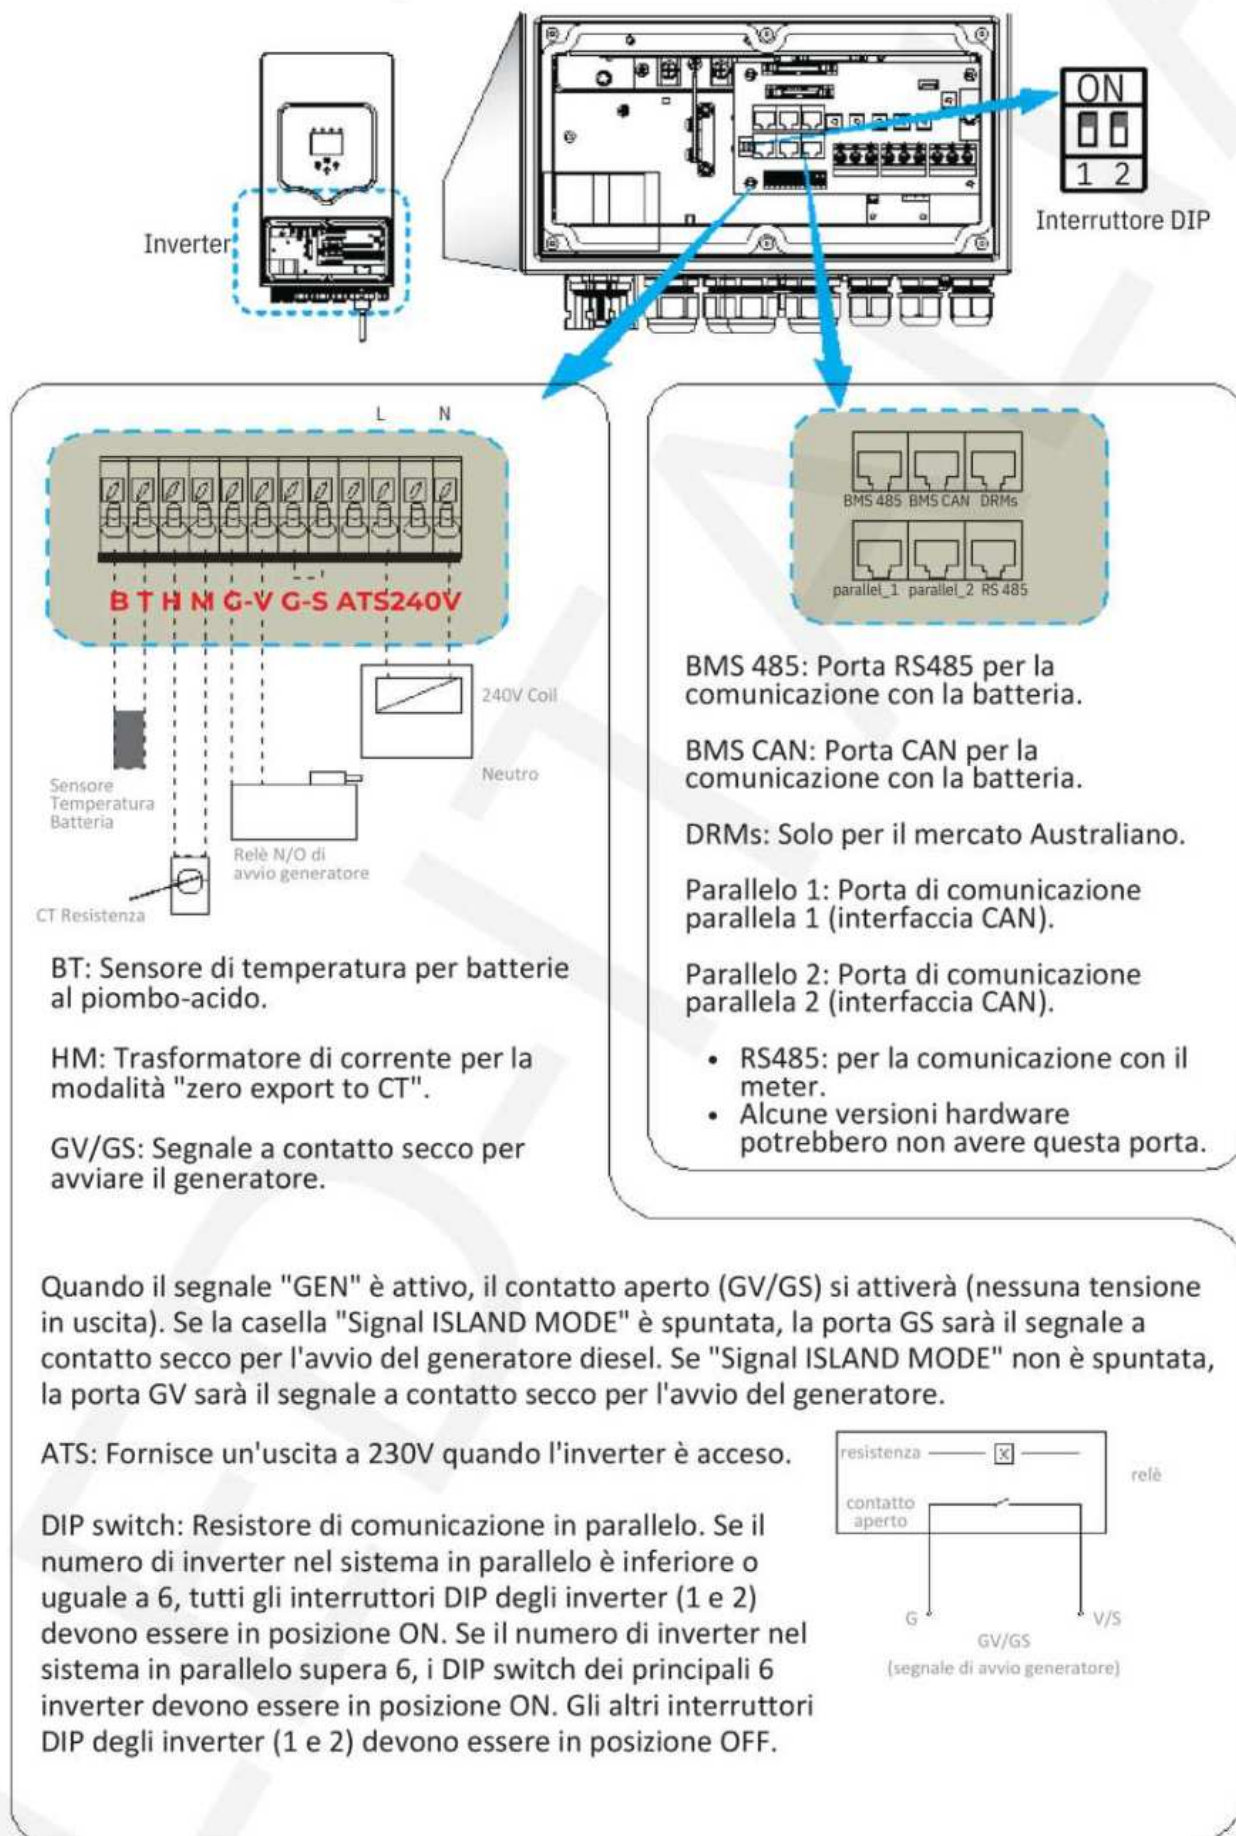 ON
1 2
Interruttore DIP
Inverter
L N
B T H M G-V G-S ATS240V
240V Coil
Neutro
Sensore
Temperatura
Batteria
Relè N/O di
avvio generatore
CT Resistenza
BT: Sensore di temperatura per batterie
al piombo-acido.
HM: Trasformatore di corrente per la
modalità "zero export to CT".
GV/GS: Segnale a contatto secco per
avviare il generatore.
BMS 485 BMS CAN DRMs
parallel_1 parallel_2 RS 485
BMS 485: Porta RS485 per la
comunicazione con la batteria.
BMS CAN: Porta CAN per la
comunicazione con la batteria.
DRMs: Solo per il mercato Australiano.
Parallelo 1: Porta di comunicazione
parallela 1 (interfaccia CAN).
Parallelo 2: Porta di comunicazione
parallela 2 (interfaccia CAN).
• RS485: per la comunicazione con il
meter.
• Alcune versioni hardware
potrebbero non avere questa porta.
Quando il segnale "GEN" è attivo, il contatto aperto (GV/GS) si attiverà (nessuna tensione
in uscita). Se la casella "Signal ISLAND MODE" è spuntata, la porta GS sarà il segnale a
contatto secco per l'avvio del generatore diesel. Se "Signal ISLAND MODE" non è spuntata,
la porta GV sarà il segnale a contatto secco per l'avvio del generatore.
ATS: Fornisce un'uscita a 230V quando l'inverter è acceso.
DIP switch: Resistore di comunicazione in parallelo. Se il
numero di inverter nel sistema in parallelo è inferiore o
uguale a 6, tutti gli interruttori DIP degli inverter (1 e 2)
devono essere in posizione ON. Se il numero di inverter nel
sistema in parallelo supera 6, i DIP switch dei principali 6
inverter devono essere in posizione ON. Gli altri interruttori
DIP degli inverter (1 e 2) devono essere in posizione OFF.
resistenza
relè
contatto
aperto
G V/S
GV/GS
(segnale di avvio generatore)